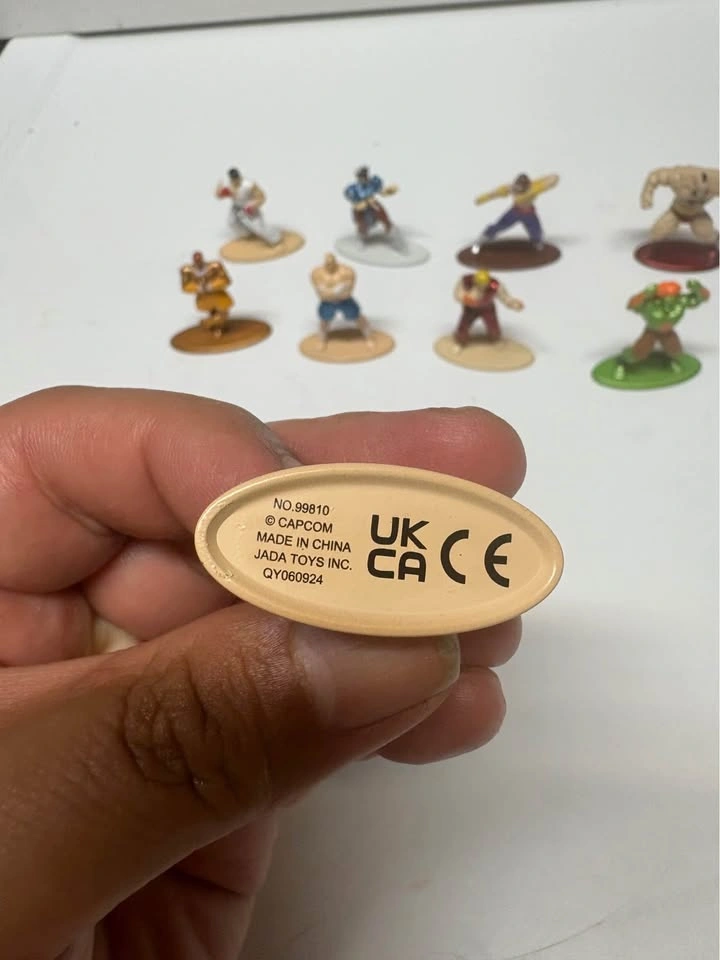 NO.99810
© CAPCOM
MADE IN CHINA
JADA TOYS INC.
QY060924
UK
CA
CE